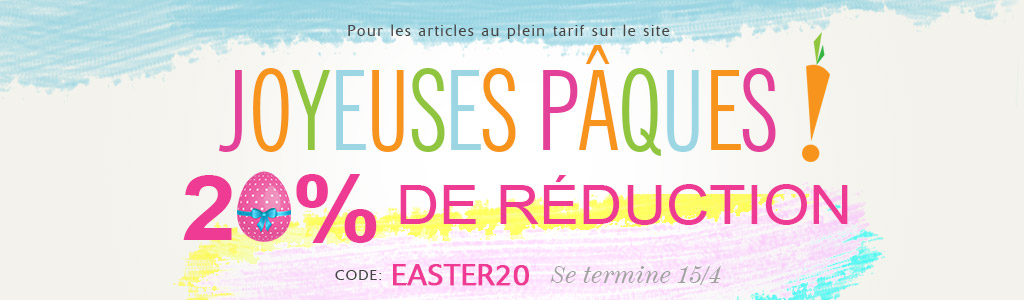 Pour les articles au plein tarif sur le site
JOYEUSES PÂQUES !
20% DE RÉDUCTION
CODE: EASTER20 Se termine 15/4